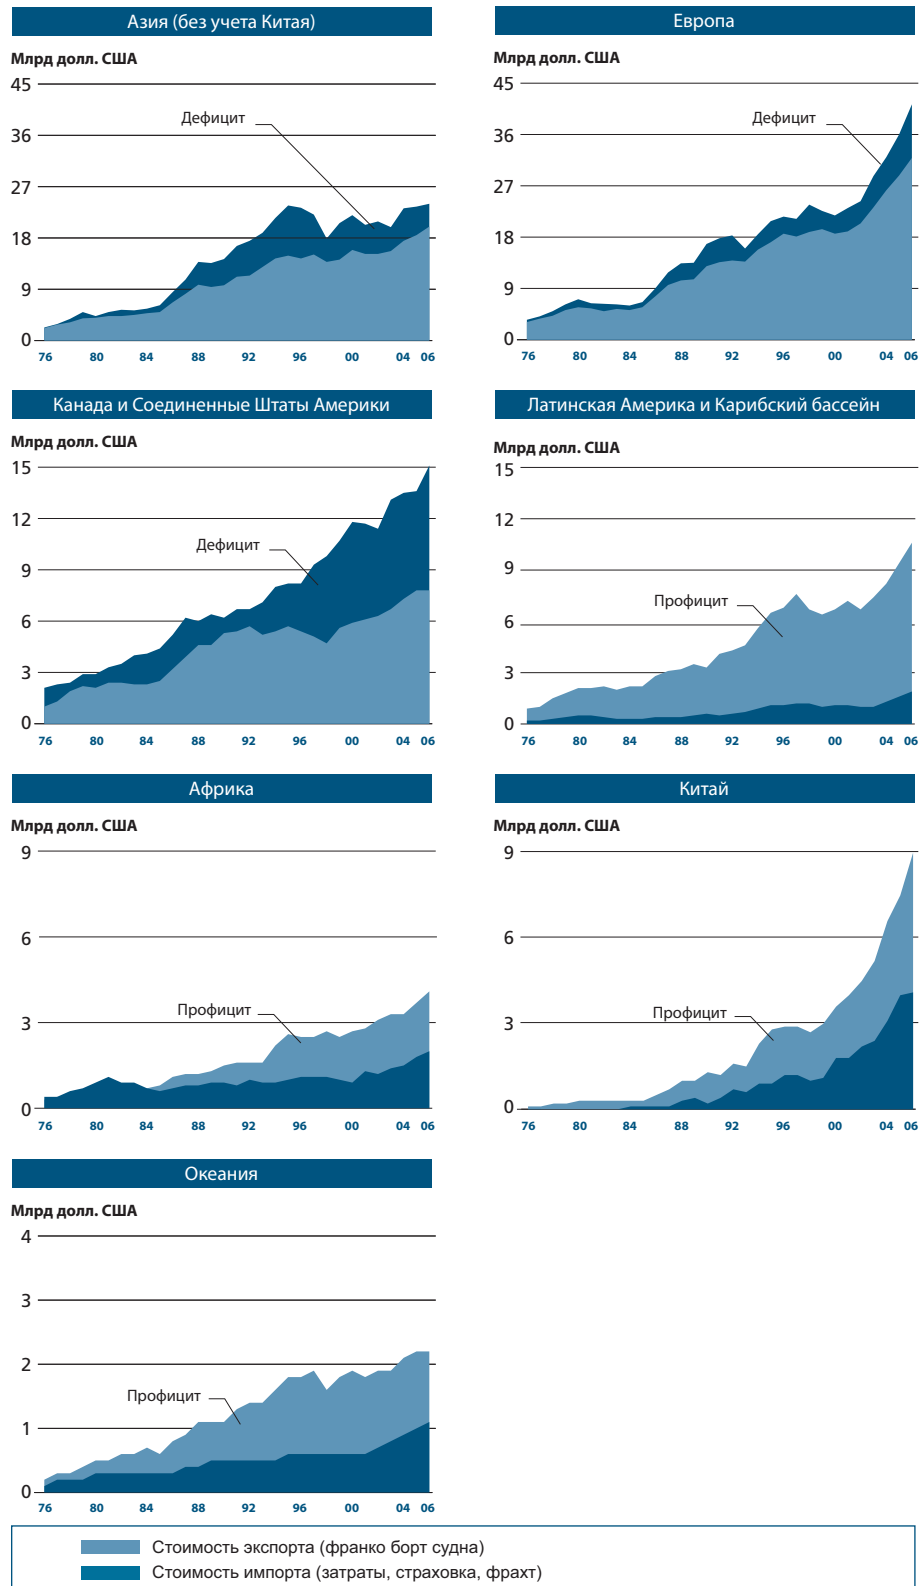 Азия (без учета Китая)
Млрд долл. США
45
36
27
18
9
0
Дефицит
76 80 84 88 92 96 00 04 06
Европа
Млрд долл. США
45
36
27
18
9
0
Дефицит
76 80 84 88 92 96 00 04 06
Канада и Соединенные Штаты Америки
Млрд долл. США
15
12
9
6
3
0
Дефицит
76 80 84 88 92 96 00 04 06
Латинская Америка и Карибский бассейн
Млрд долл. США
15
12
9
6
3
0
Профицит
76 80 84 88 92 96 00 04 06
Африка
Млрд долл. США
9
6
3
0
Профицит
76 80 84 88 92 96 00 04 06
Китай
Млрд долл. США
9
6
3
0
Профицит
76 80 84 88 92 96 00 04 06
Океания
Млрд долл. США
4
3
2
1
0
Профицит
76 80 84 88 92 96 00 04 06
Стоимость экспорта (франко борт судна)
Стоимость импорта (затраты, страховка, фрахт)